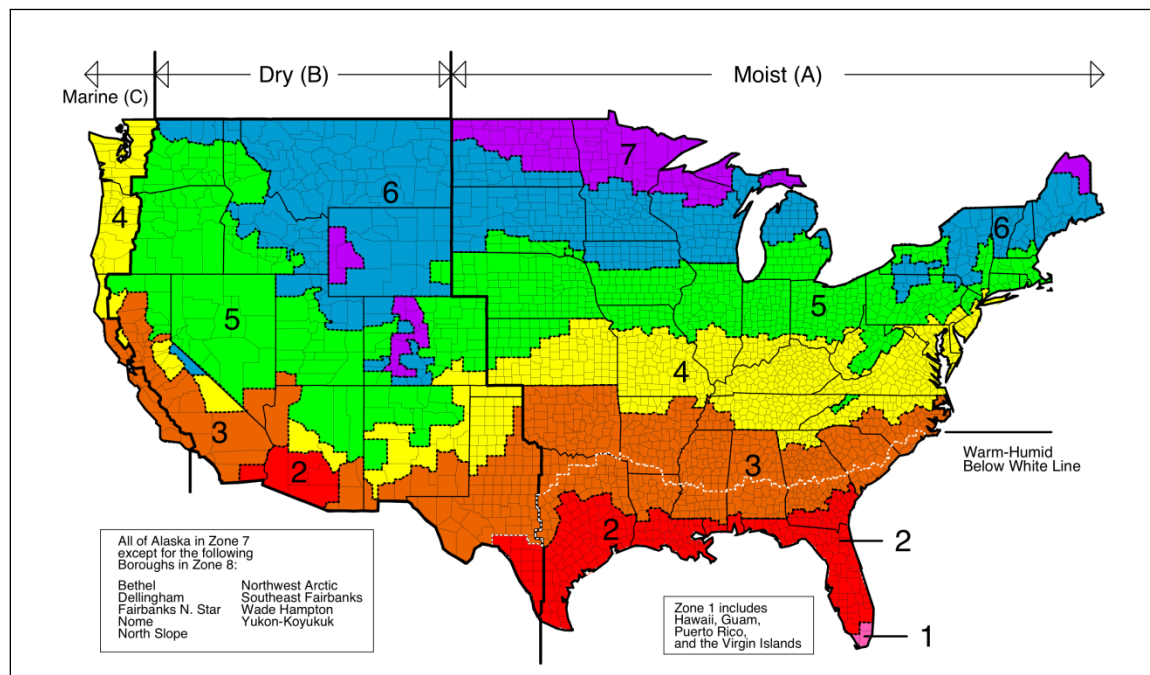 Marine (C)
Dry (B)
Moist (A)
7
6
6
4
5
5
4
3
3
2
2
2
1
Warm-Humid
Below White Line
All of Alaska in Zone 7
except for the following
Boroughs in Zone 8:
Bethel
Dellingham
Fairbanks N. Star
Nome
North Slope
Northwest Arctic
Southeast Fairbanks
Wade Hampton
Yukon-Koyukuk
Zone 1 includes
Hawaii, Guam,
Puerto Rico,
and the Virgin Islands